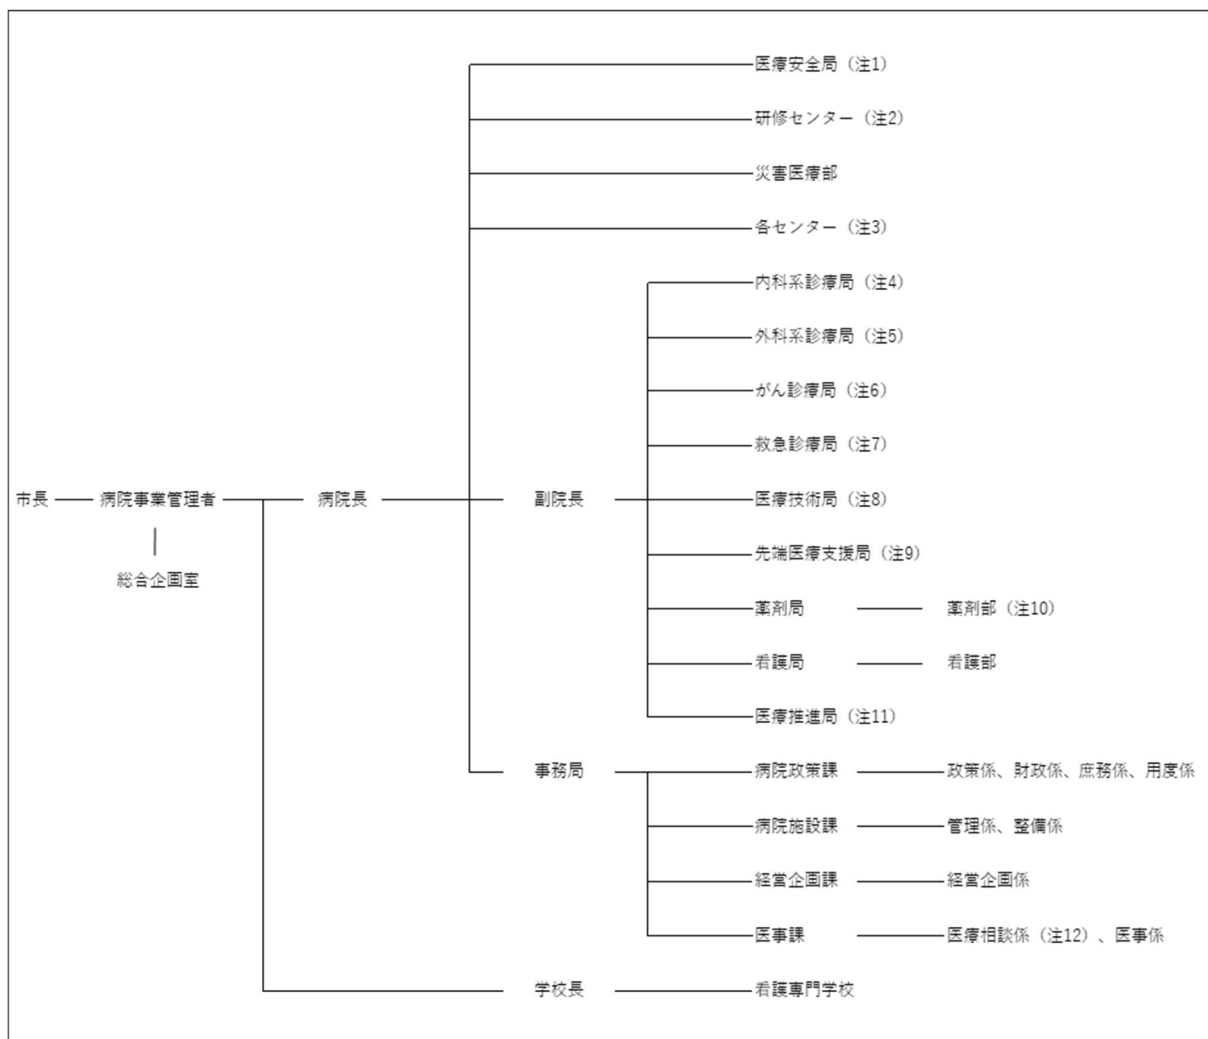 医療安全局（注1）
研修センター（注2）
災害医療部
各センター（注3）
内科系診療局（注4）
外科系診療局（注5）
がん診療局（注6）
救急診療局（注7）
市長 病院事業管理者 病院長 副院長 医療技術局（注8）
先端医療支援局（注9）
総合企画室
薬剤局 薬剤部（注10）
看護局 看護部
医療推進局（注11）
事務局 病院政策課 政策係、財政係、庶務係、用度係
病院施設課 管理係、整備係
経営企画課 経営企画係
医事課 医療相談係（注12）、医事係
学校長 看護専門学校